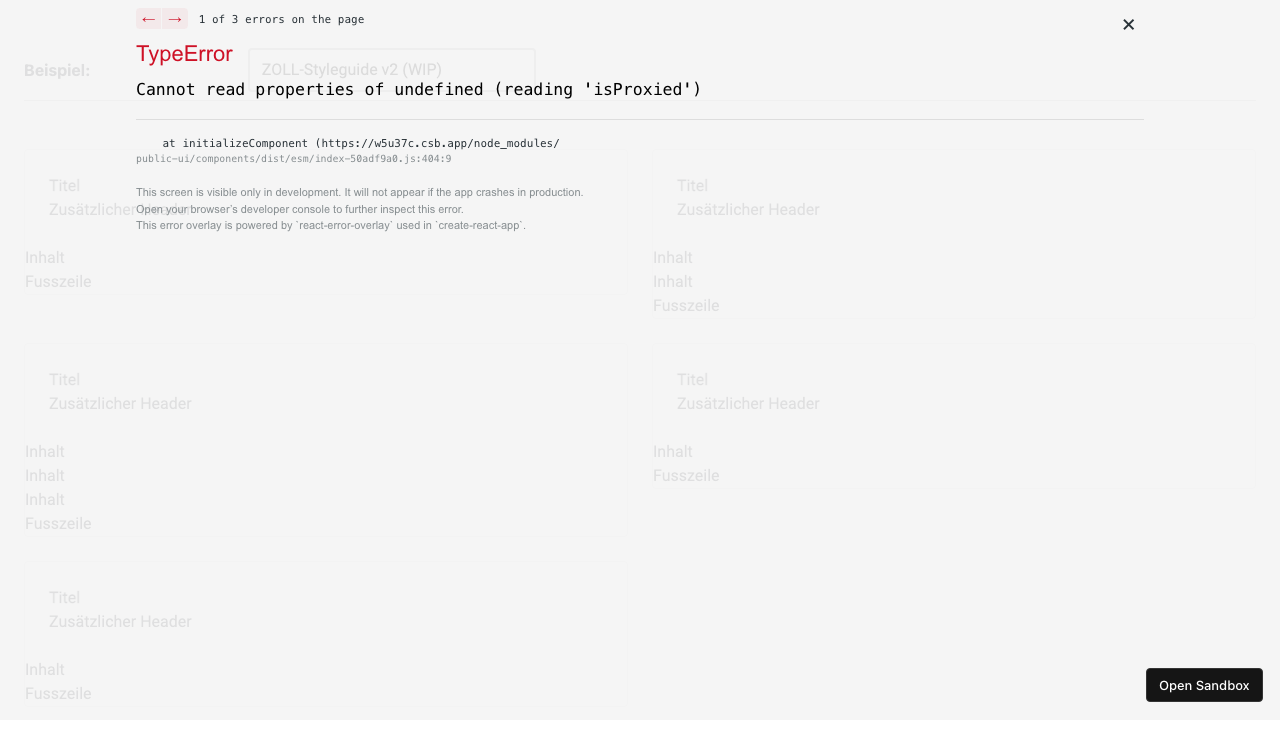 ← → 1 of 3 errors on the page
×
TypeError
Beispiel: ZOLL-Styleguide v2 (WIP)
Cannot read properties of undefined (reading 'isProxied')
at initializeComponent (https://w5u37c.csb.app/node_modules/
public-ui/components/dist/esm/index-50adf9a0.js:404:9
This screen is visible only in development. It will not appear if the app crashes in production.
Open your browser's developer console to further inspect this error.
This error overlay is powered by `react-error-overlay` used in `create-react-app`.
Titel
Zusätzlicher Header
Inhalt
Fusszeile
Titel
Zusätzlicher Header
Inhalt
Inhalt
Fusszeile
Titel
Zusätzlicher Header
Inhalt
Inhalt
Inhalt
Fusszeile
Titel
Zusätzlicher Header
Inhalt
Fusszeile
Titel
Zusätzlicher Header
Inhalt
Fusszeile
Open Sandbox